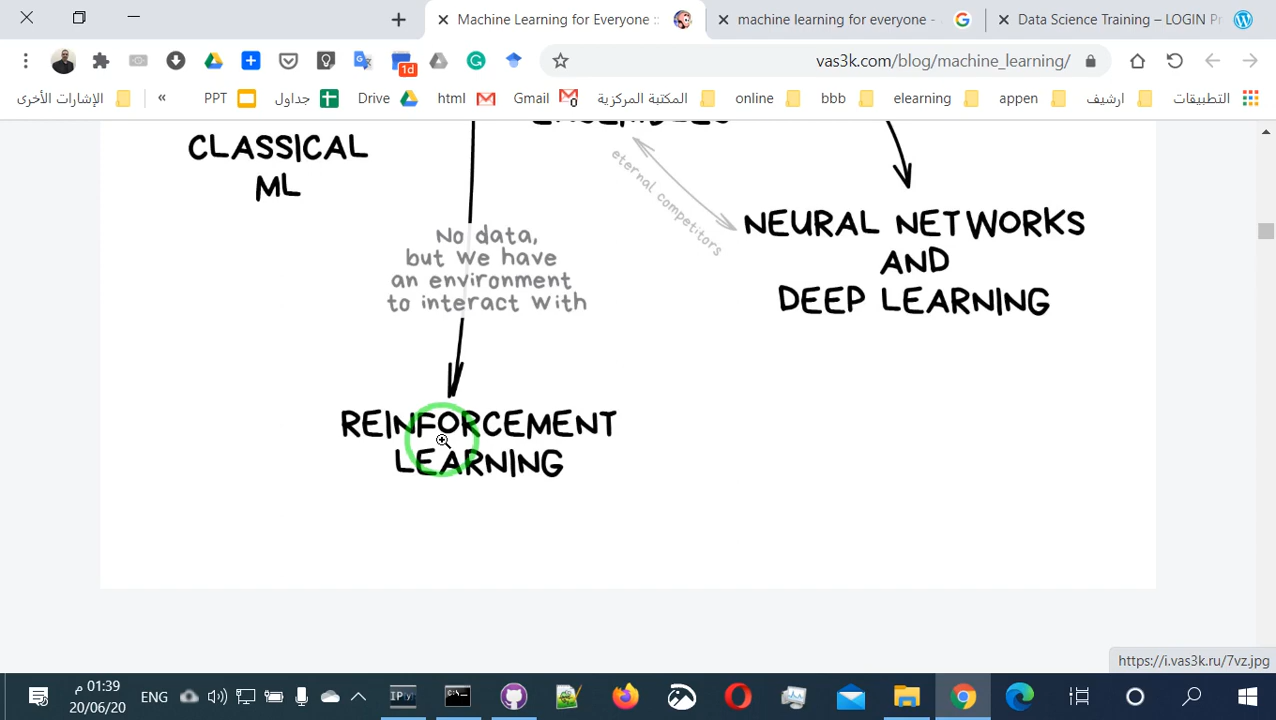 Machine Learning for Everyone ::
machine learning for everyone -
Data Science Training – LOGIN Pr
1d
vas3k.com/blog/machine_learning/
الإشارات الأخرى
«
PPT
جداول
Drive
html
Gmail
المكتبة المركزية
online
bbb
elearning
appen
ارشيف
التطبيقات
CLASSICAL
ML
No data,
but we have
an environment
to interact with
REINFORCEMENT
LEARNING
eternal competitors
NEURAL NETWORKS
AND
DEEP LEARNING
https://i.vas3k.ru/7vz.jpg
01:39 م
20/06/20
ENG
IPy